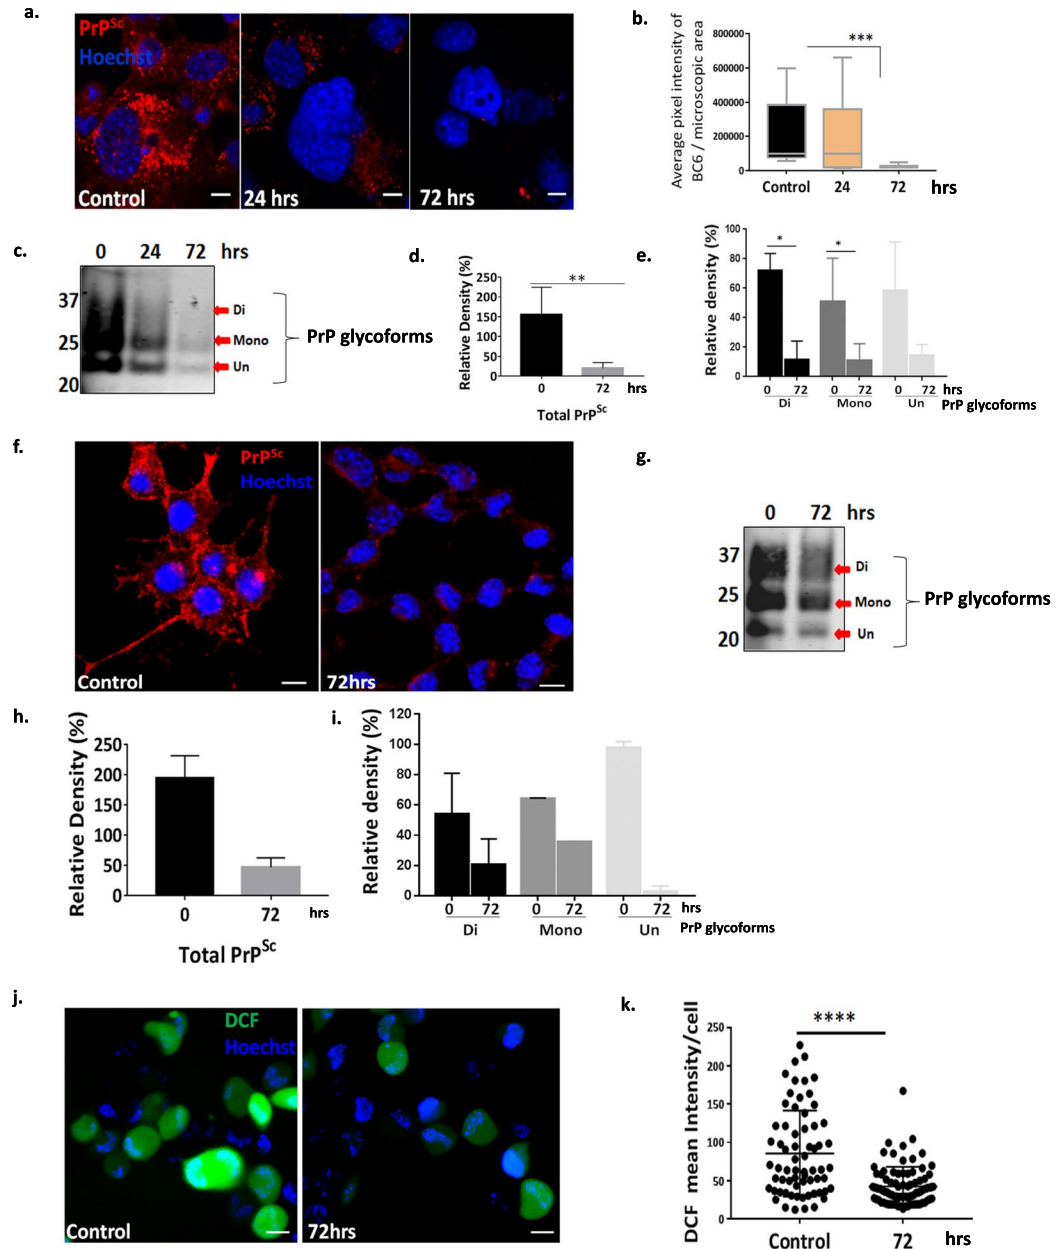 a.
PrPSc
Hoechst
Control
24 hrs
72 hrs
b.
Average pixel intensity of
BC6 / microscopic area
800000
600000
400000
200000
0
***
Control 24 72 hrs
c.
0 24 72 hrs
37
25
20
Di
Mono
Un
PrP glycoforms
d.
Relative Density (%)
250
200
150
100
50
0
**
0 72 hrs
Total PrPSc
e.
Relative density (%)
100
80
60
40
20
0
* *
0 72 0 72 0 72 hrs
Di Mono Un PrP glycoforms
f.
PrPSc
Hoechst
Control
72hrs
g.
0 72 hrs
37
25
20
Di
Mono
Un
PrP glycoforms
h.
Relative Density (%)
250
200
150
100
50
0
0 72 hrs
Total PrPSc
i.
Relative density (%)
120
100
80
60
40
20
0
0 72 0 72 0 72 hrs
Di Mono Un PrP glycoforms
j.
DCF
Hoechst
Control
72hrs
k.
DCF mean Intensity/cell
250
200
150
100
50
0
****
Control 72 hrs